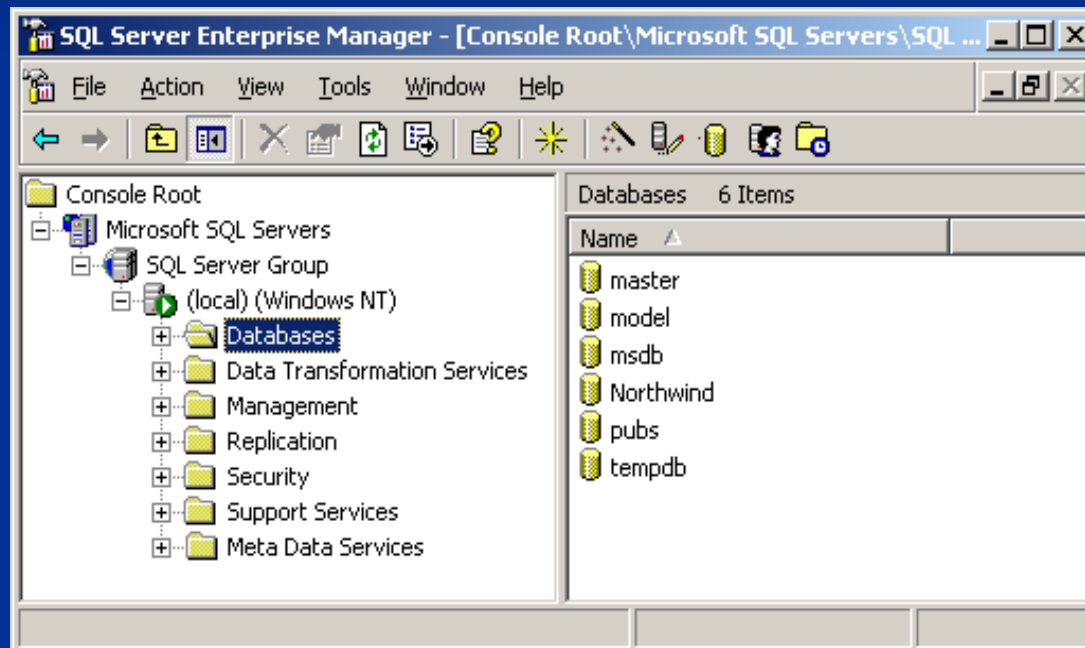 SQL Server Enterprise Manager - [Console Root\Microsoft SQL Servers\SQL ...
File Action View Tools Window Help
Console Root
Microsoft SQL Servers
SQL Server Group
(local) (Windows NT)
Databases
Data Transformation Services
Management
Replication
Security
Support Services
Meta Data Services
Databases 6 Items
Name
master
model
msdb
Northwind
pubs
tempdb